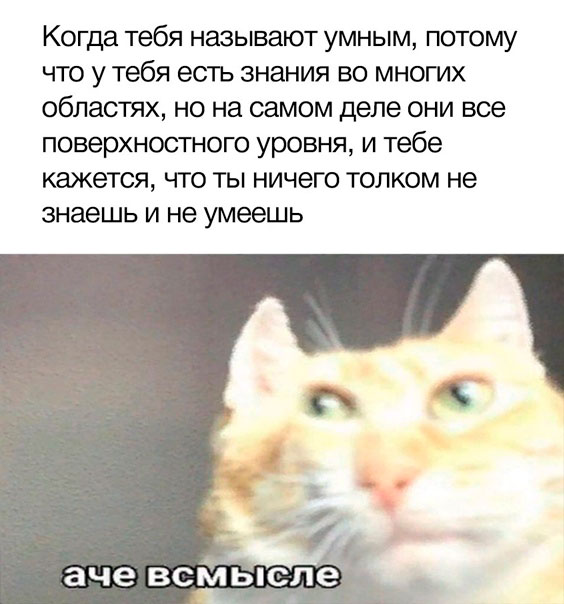 Когда тебя называют умным, потому
что у тебя есть знания во многих
областях, но на самом деле они все
поверхностного уровня, и тебе
кажется, что ты ничего толком не
знаешь и не умеешь
аче всмысле